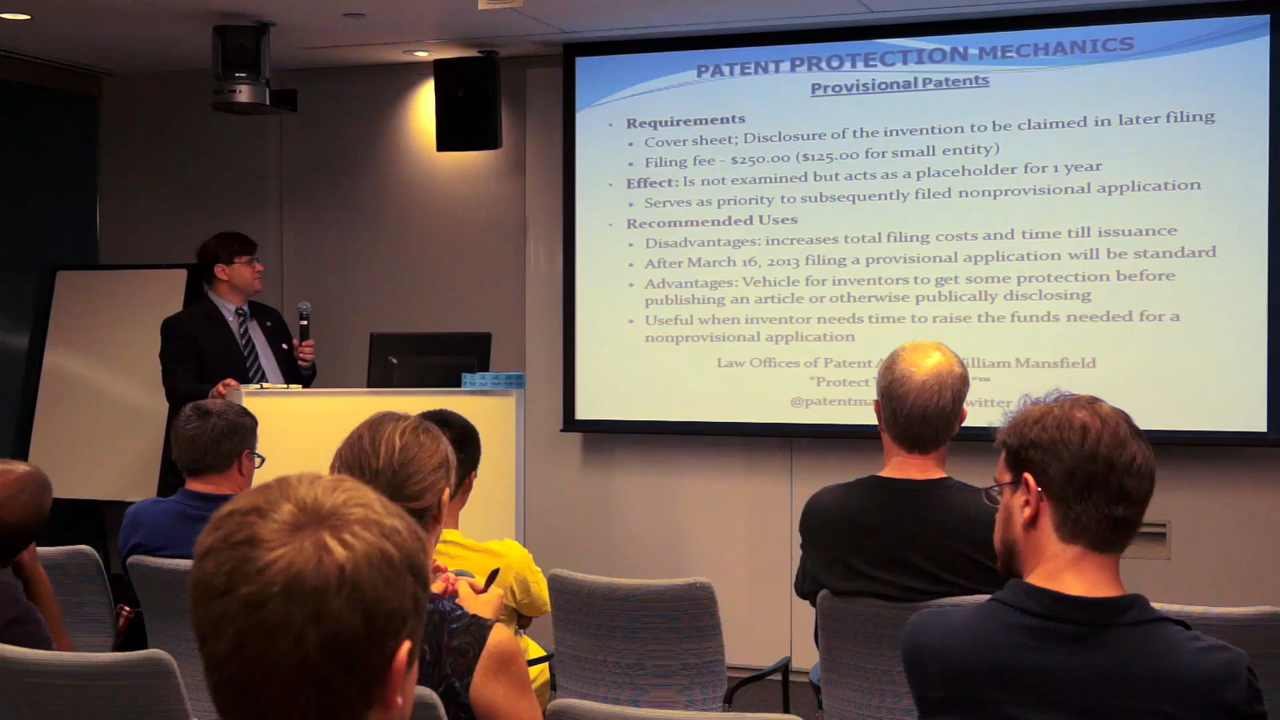 PATENT PROTECTION MECHANICS
Provisional Patents
• Requirements
• Cover sheet; Disclosure of the invention to be claimed in later filing
• Filing fee - $250.00 ($125.00 for small entity)
• Effect: Is not examined but acts as a placeholder for 1 year
• Serves as priority to subsequently filed nonprovisional application
• Recommended Uses
• Disadvantages: increases total filing costs and time till issuance
• After March 16, 2013 filing a provisional application will be standard
• Advantages: Vehicle for inventors to get some protection before
publishing an article or otherwise publically disclosing
• Useful when inventor needs time to raise the funds needed for a
nonprovisional application
Law Offices of Patent William Mansfield
"Protect